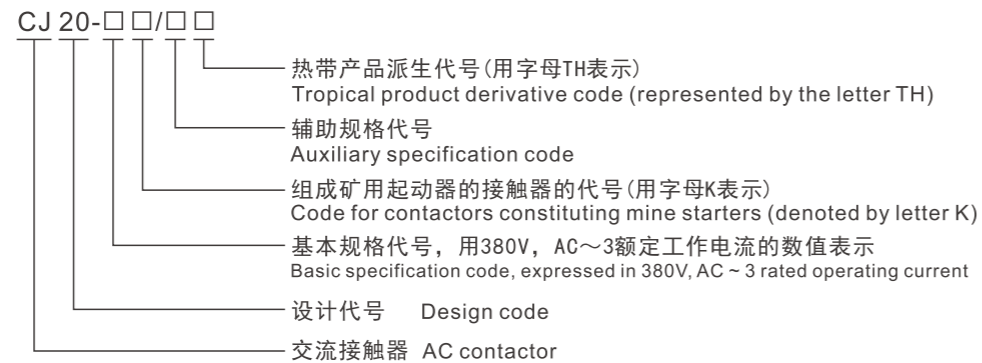 CJ 20-□ □/□ □
热带产品派生代号(用字母TH表示)
Tropical product derivative code (represented by the letter TH)
辅助规格代号
Auxiliary specification code
组成矿用起动器的接触器的代号(用字母K表示)
Code for contactors constituting mine starters (denoted by letter K)
基本规格代号，用380V，AC～3额定工作电流的数值表示
Basic specification code, expressed in 380V, AC ~ 3 rated operating current
设计代号 Design code
交流接触器 AC contactor